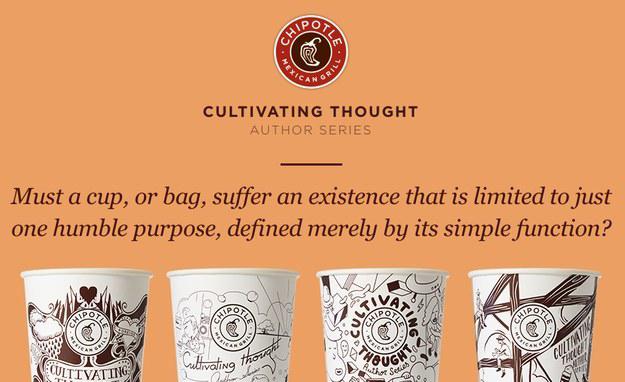 CHIPOTLE
MEXICAN GRILL
CULTIVATING THOUGHT
AUTHOR SERIES
Must a cup, or bag, suffer an existence that is limited to just
one humble purpose, defined merely by its simple function?
CHIPOTLE
MEXICAN GRILL
CULTIVATING
CHIPOTLE
MEXICAN GRILL
Cultivating thought
Author Series
CULTIVATING
CHIPOTLE
MEXICAN GRILL
THOUGHT
Author Series
CHIPOTLE
MEXICAN GRILL
CULTIVATING